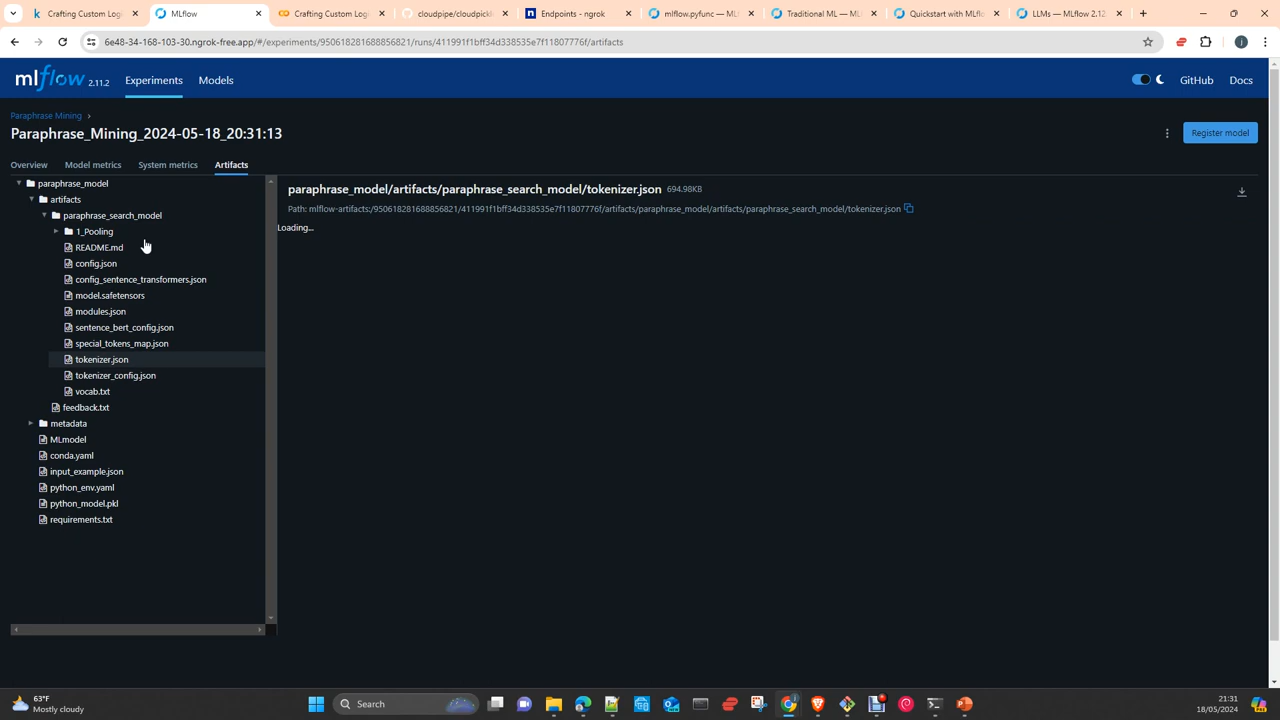 Crafting Custom Logi
MLflow
Crafting Custom Logi
cloudpipe/cloudpickl
Endpoints - ngrok
mlflow.pyfunc — ML
Traditional ML — ML
Quickstart with MLfl
LLMs — MLflow 2.12
6e48-34-168-103-30.ngrok-free.app/#/experiments/950618281688856821/runs/411991f1bff34d338535e7f11807776f/artifacts
mlflow 2.11.2
Experiments
Models
GitHub
Docs
Paraphrase Mining ›
Paraphrase_Mining_2024-05-18_20:31:13
Register model
Overview
Model metrics
System metrics
Artifacts
paraphrase_model
artifacts
paraphrase_search_model
1_Pooling
README.md
config.json
config_sentence_transformers.json
model.safetensors
modules.json
sentence_bert_config.json
special_tokens_map.json
tokenizer.json
tokenizer_config.json
vocab.txt
feedback.txt
metadata
MLmodel
conda.yaml
input_example.json
python_env.yaml
python_model.pkl
requirements.txt
paraphrase_model/artifacts/paraphrase_search_model/tokenizer.json 694.98KB
Path: mlflow-artifacts:/950618281688856821/411991f1bff34d338535e7f11807776f/artifacts/paraphrase_model/artifacts/paraphrase_search_model/tokenizer.json
Loading...
63°F
Mostly cloudy
Search
21:31
18/05/2024